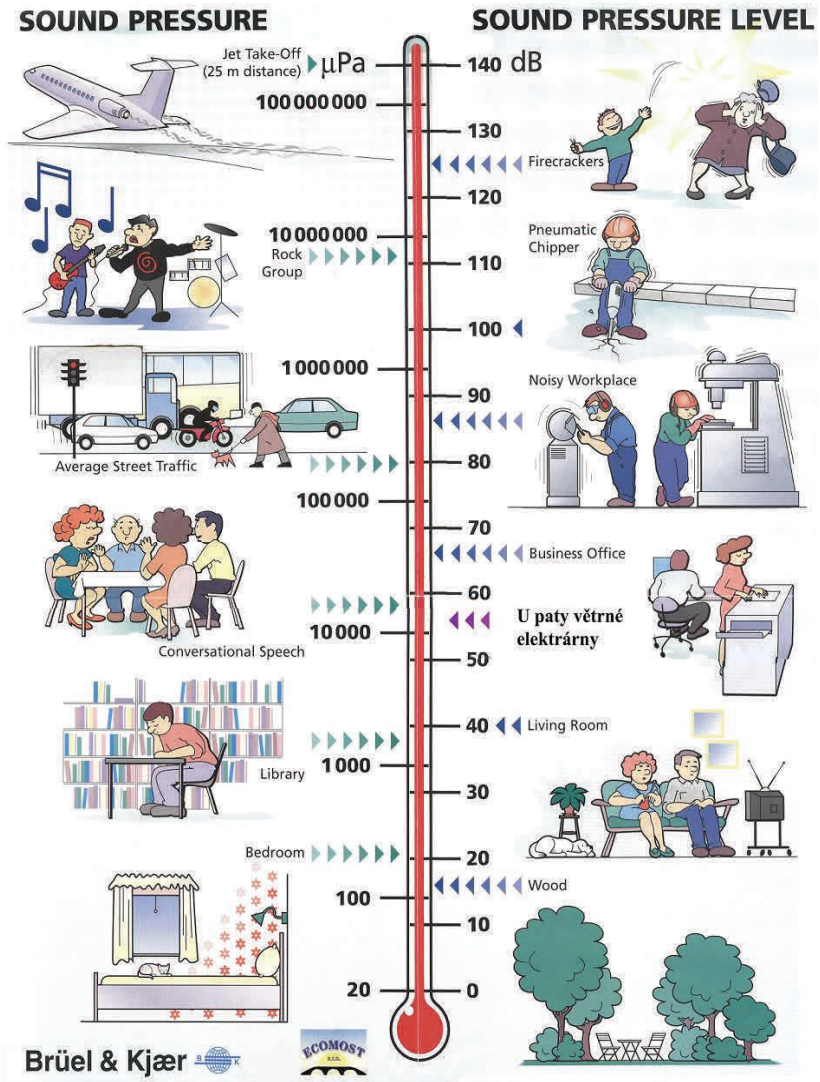 SOUND PRESSURE
SOUND PRESSURE LEVEL
Jet Take-Off
(25 m distance)
μPa
140 dB
100 000 000
130
Firecrackers
120
Pneumatic
Chipper
10 000 000
Rock
Group
110
100
1 000 000
Noisy Workplace
90
Average Street Traffic
80
100 000
70
Business Office
60
U paty větrné
elektrárny
10 000
Conversational Speech
50
40
Living Room
1 000
Library
30
Bedroom
20
Wood
100
10
20
0
Brüel & Kjær
B K
ECOMOST
s.r.o.